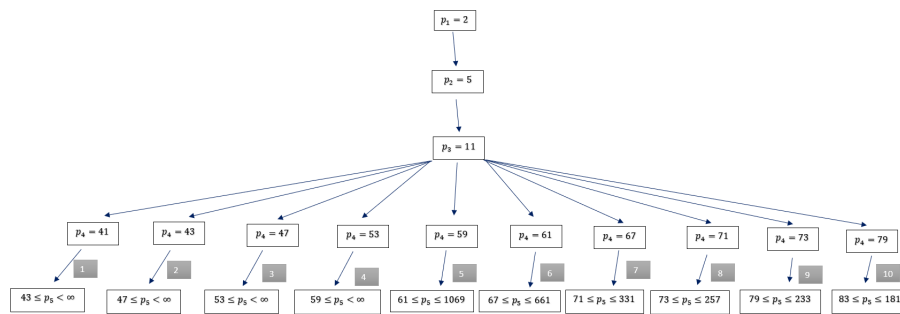 p₁ = 2
p₂ = 5
p₃ = 11
p₄ = 41
p₄ = 43
p₄ = 47
p₄ = 53
p₄ = 59
p₄ = 61
p₄ = 67
p₄ = 71
p₄ = 73
p₄ = 79
1
2
3
4
5
6
7
8
9
10
43 ≤ p₅ < ∞
47 ≤ p₅ < ∞
53 ≤ p₅ < ∞
59 ≤ p₅ < ∞
61 ≤ p₅ ≤ 1069
67 ≤ p₅ ≤ 661
71 ≤ p₅ ≤ 331
73 ≤ p₅ ≤ 257
79 ≤ p₅ ≤ 233
83 ≤ p₅ ≤ 181